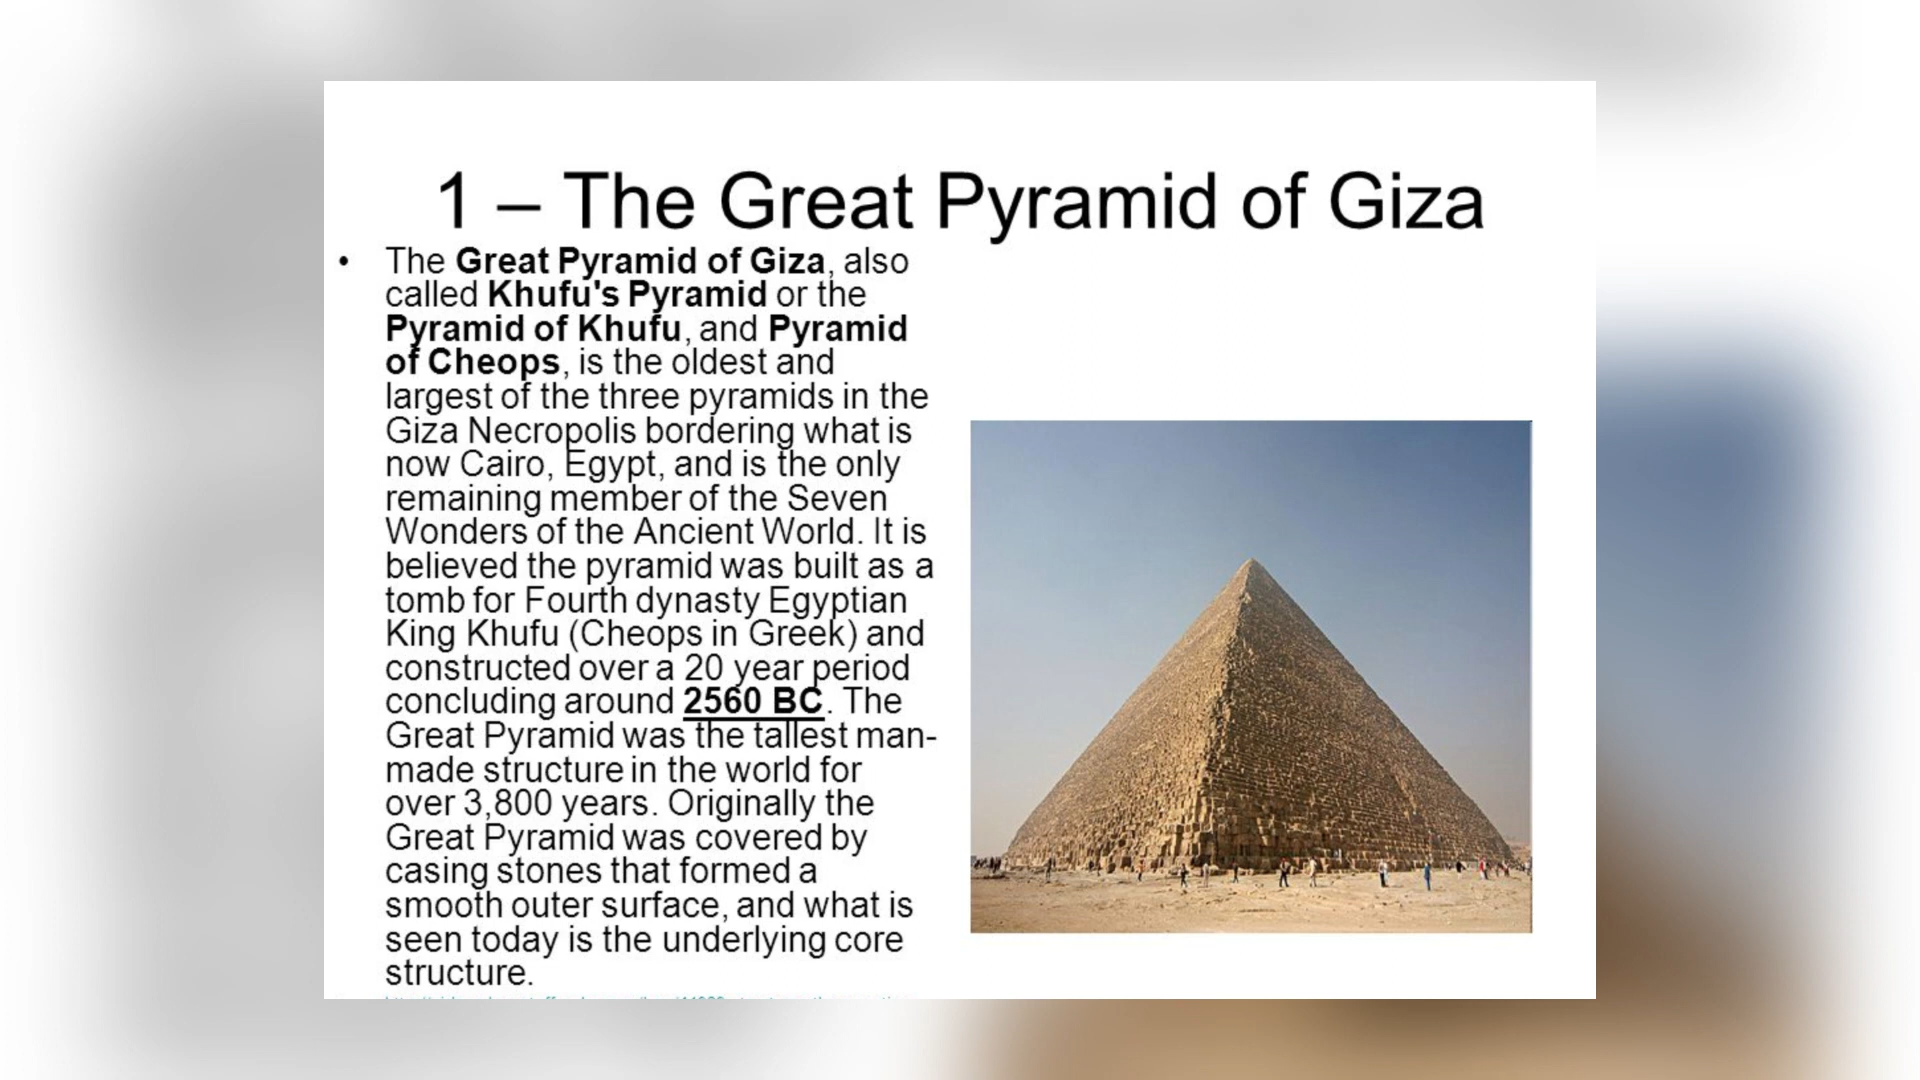 1 – The Great Pyramid of Giza
• The Great Pyramid of Giza, also
called Khufu's Pyramid or the
Pyramid of Khufu, and Pyramid
of Cheops, is the oldest and
largest of the three pyramids in the
Giza Necropolis bordering what is
now Cairo, Egypt, and is the only
remaining member of the Seven
Wonders of the Ancient World. It is
believed the pyramid was built as a
tomb for Fourth dynasty Egyptian
King Khufu (Cheops in Greek) and
constructed over a 20 year period
concluding around 2560 BC. The
Great Pyramid was the tallest man-
made structure in the world for
over 3,800 years. Originally the
Great Pyramid was covered by
casing stones that formed a
smooth outer surface, and what is
seen today is the underlying core
structure.